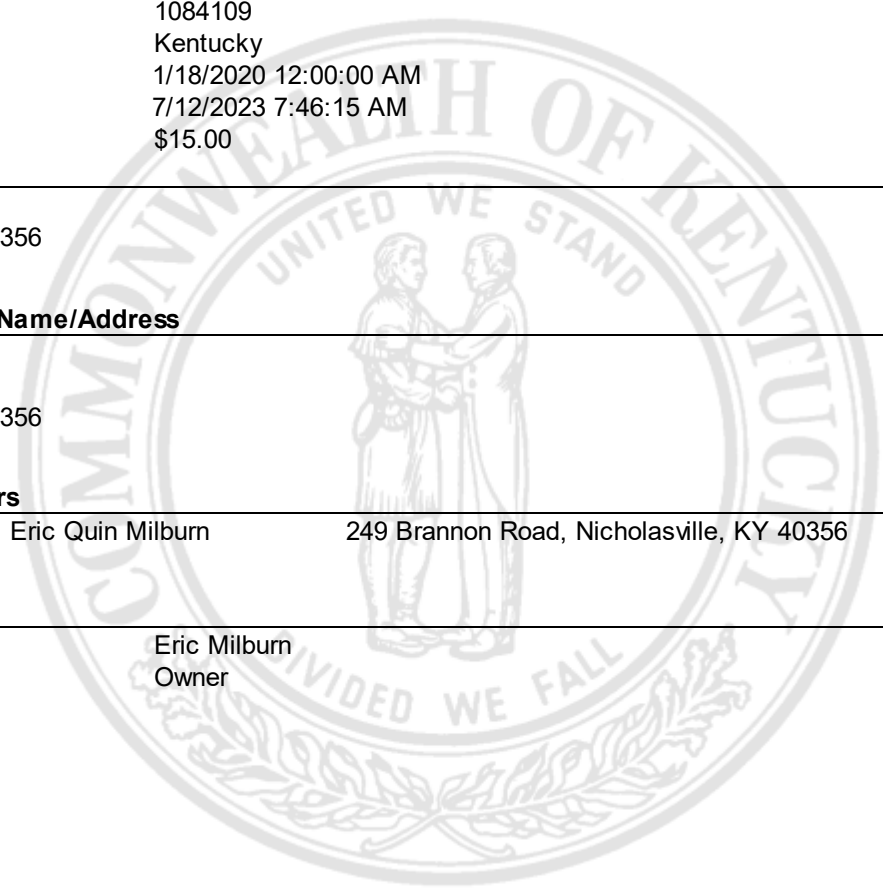 1084109
Kentucky
1/18/2020 12:00:00 AM
7/12/2023 7:46:15 AM
$15.00
356
Name/Address
356
rs
Eric Quin Milburn 249 Brannon Road, Nicholasville, KY 40356
Eric Milburn
Owner
COMMONWEALTH OF KENTUCKY
UNITED WE STAND
DIVIDED WE FALL